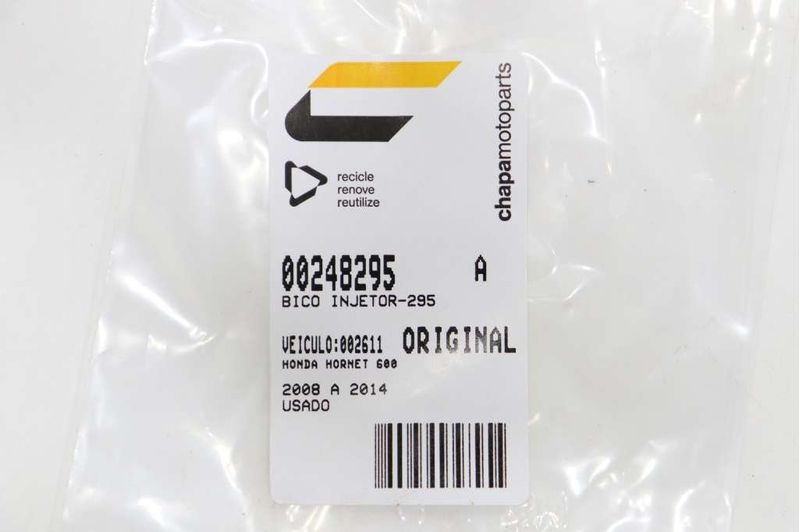 chapamotoparts
recicle
renove
reutilize
00248295 A
BICO INJETOR-295
VEICULO:002611 ORIGINAL
HONDA HORNET 600
2008 A 2014
USADO